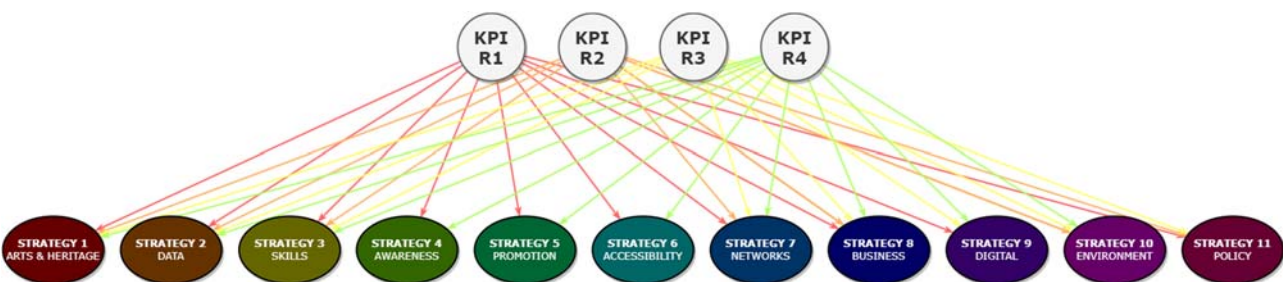 KPI
R1
KPI
R2
KPI
R3
KPI
R4
STRATEGY 1
ARTS & HERITAGE
STRATEGY 2
DATA
STRATEGY 3
SKILLS
STRATEGY 4
AWARENESS
STRATEGY 5
PROMOTION
STRATEGY 6
ACCESSIBILITY
STRATEGY 7
NETWORKS
STRATEGY 8
BUSINESS
STRATEGY 9
DIGITAL
STRATEGY 10
ENVIRONMENT
STRATEGY 11
POLICY